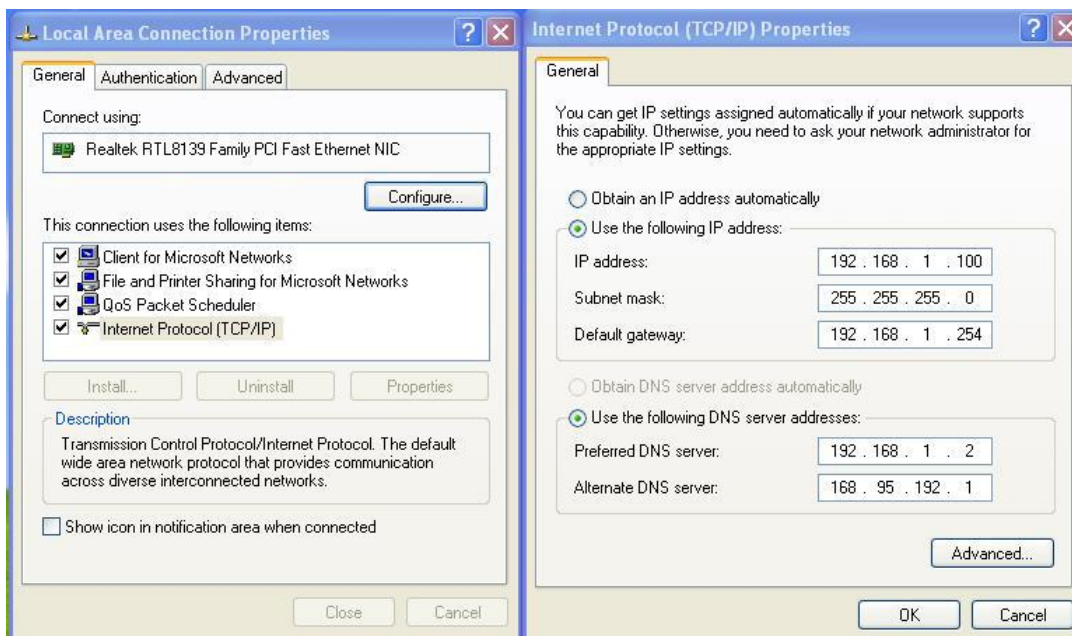 Local Area Connection Properties
General
Authentication
Advanced
Connect using:
Realtek RTL8139 Family PCI Fast Ethernet NIC
Configure...
This connection uses the following items:
Client for Microsoft Networks
File and Printer Sharing for Microsoft Networks
QoS Packet Scheduler
Internet Protocol (TCP/IP)
Install...
Uninstall
Properties
Description
Transmission Control Protocol/Internet Protocol. The default
wide area network protocol that provides communication
across diverse interconnected networks.
Show icon in notification area when connected
Close
Cancel
Internet Protocol (TCP/IP) Properties
General
You can get IP settings assigned automatically if your network supports
this capability. Otherwise, you need to ask your network administrator for
the appropriate IP settings.
Obtain an IP address automatically
Use the following IP address:
IP address: 192 . 168 . 1 . 100
Subnet mask: 255 . 255 . 255 . 0
Default gateway: 192 . 168 . 1 . 254
Obtain DNS server address automatically
Use the following DNS server addresses:
Preferred DNS server: 192 . 168 . 1 . 2
Alternate DNS server: 168 . 95 . 192 . 1
Advanced...
OK
Cancel